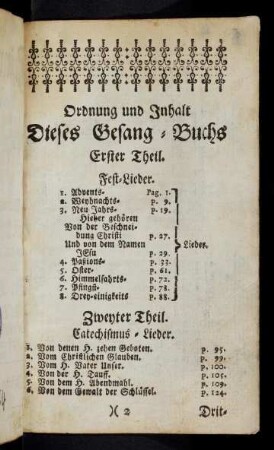 Ordnung und Inhalt
Dieses Gesang-Buchs
Erster Theil.
Fest-Lieder.
1. Advents- Pag. 1.
2. Weyhnachts- p. 9.
3. Neu-Jahrs- p. 19.
Hieher gehören
Von der Beschnei-
dung Christi p. 27.
Und von dem Namen Lieder.
JEsu p. 29.
4. Paßions- p. 33.
5. Oster- p. 61.
6. Himmelfahrts- p. 72.
7. Pfingst- p. 78.
8. Drey-einigkeits p. 88.
Zweyter Theil.
Catechismus-Lieder.
1. Von denen H. zehen Geboten. p. 95.
2. Vom Christlichen Glauben. p. 99.
3. Vom H. Vater Unser. p. 100.
4. Von der H. Tauff. p. 105.
5. Von dem H. Abendmahl. p. 109.
6. Von dem Gewalt der Schlüssel. p. 124.
)( 2 Drit-